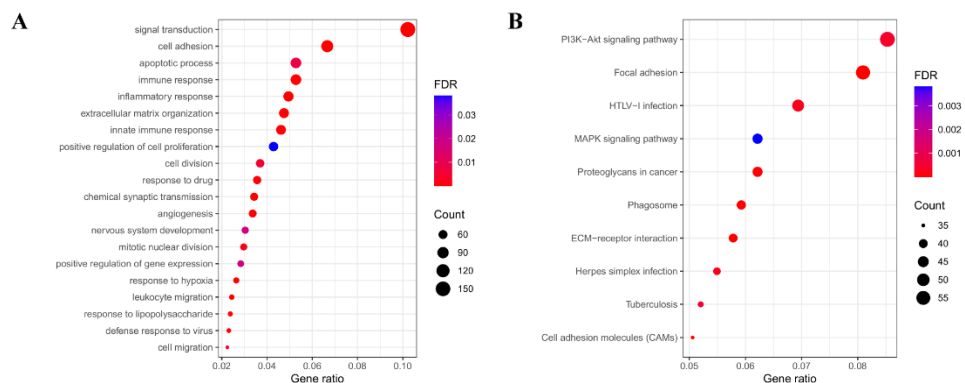 A
signal transduction
cell adhesion
apoptotic process
immune response
inflammatory response
extracellular matrix organization
innate immune response
positive regulation of cell proliferation
cell division
response to drug
chemical synaptic transmission
angiogenesis
nervous system development
mitotic nuclear division
positive regulation of gene expression
response to hypoxia
leukocyte migration
response to lipopolysaccharide
defense response to virus
cell migration
0.02 0.04 0.06 0.08 0.10
Gene ratio
FDR
0.03
0.02
0.01
Count
60
90
120
150
B
PI3K−Akt signaling pathway
Focal adhesion
HTLV−I infection
MAPK signaling pathway
Proteoglycans in cancer
Phagosome
ECM−receptor interaction
Herpes simplex infection
Tuberculosis
Cell adhesion molecules (CAMs)
0.05 0.06 0.07 0.08
Gene ratio
FDR
0.003
0.002
0.001
Count
35
40
45
50
55